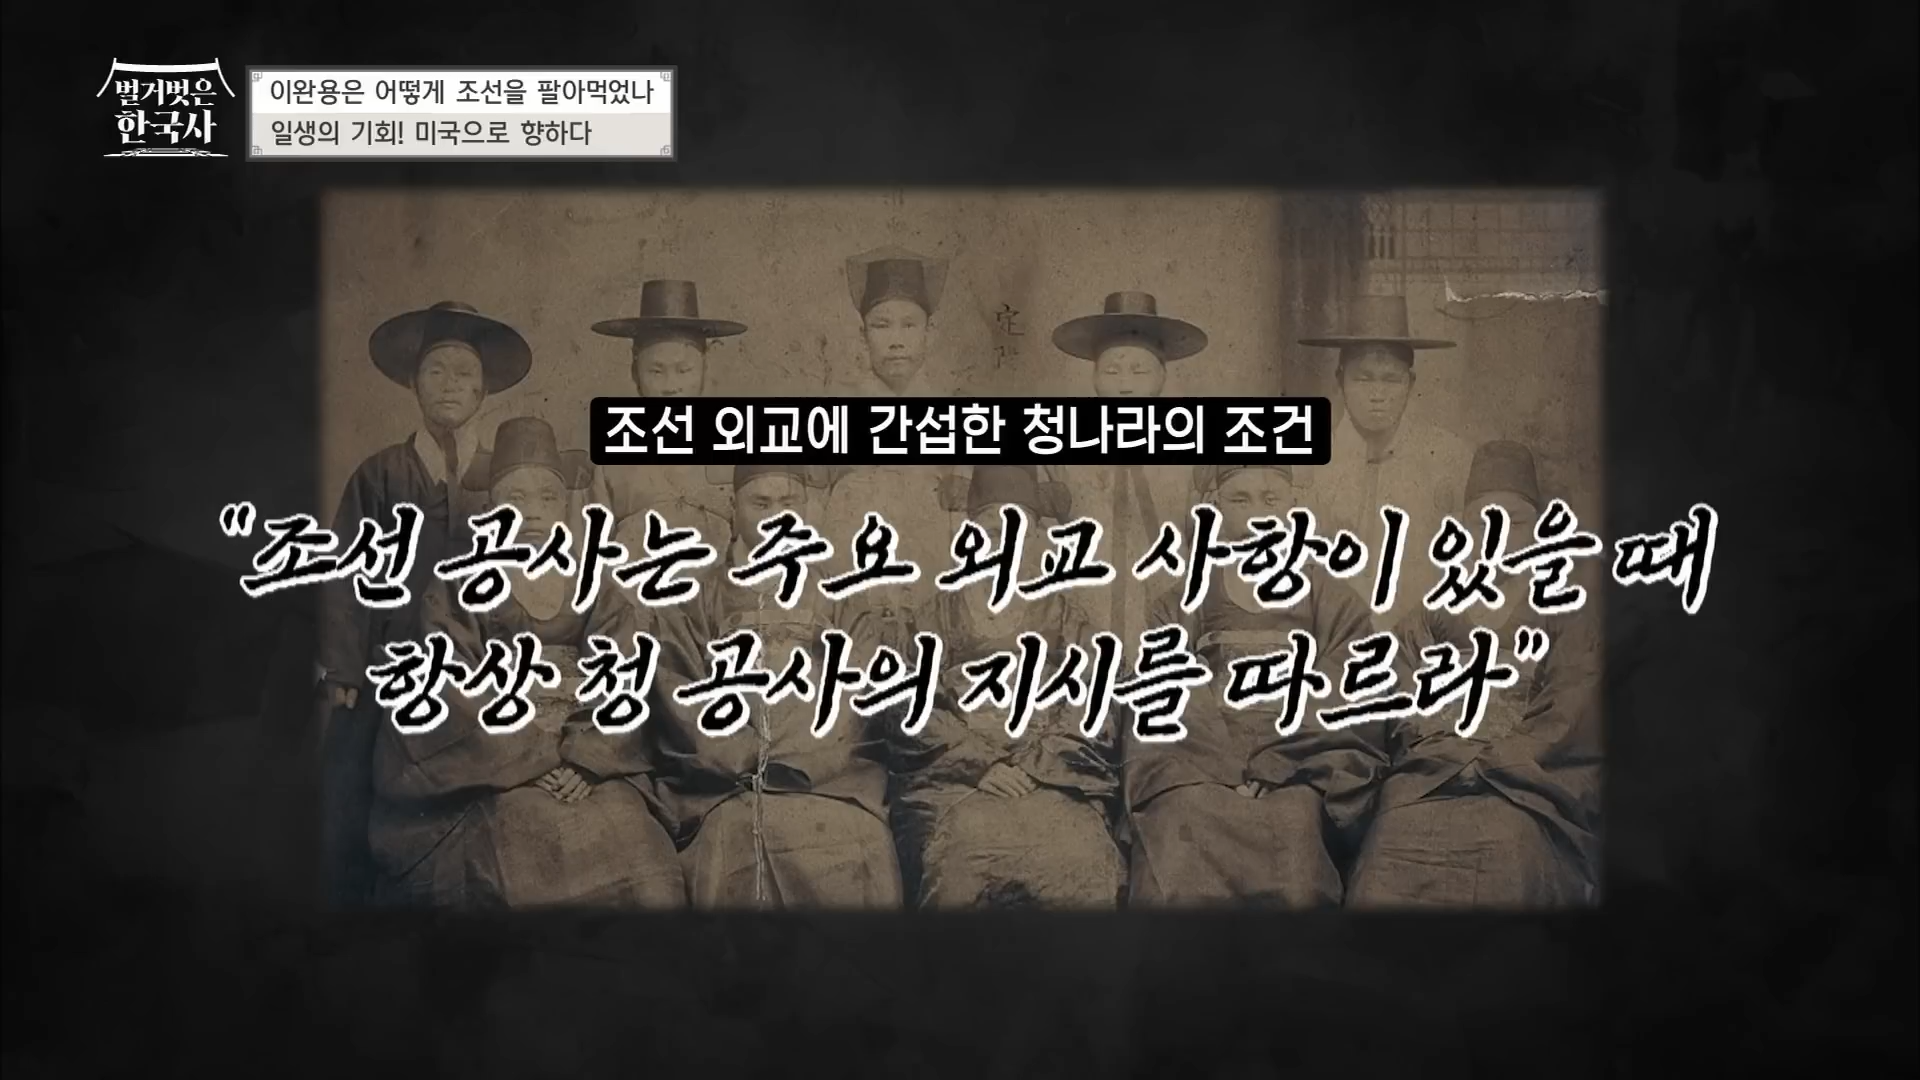 벌거벗은
한국사
이완용은 어떻게 조선을 팔아먹었나
일생의 기회! 미국으로 향하다
定
조선 외교에 간섭한 청나라의 조건
“조선 공사는 주요 외교 사항이 있을 때
항상 청 공사의 지시를 따르라”